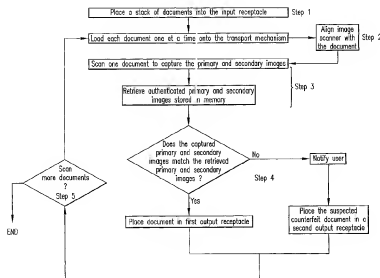 Place a stack of documents into the input receptacle
Step 1
Load each document one at a time onto the transport mechanism
Align image
scanner with
the document
Step 2
Scan one document to capture the primary and secondary images
Retrieve authenticated primary and secondary
images stored in memory
Step 3
Does the captured
primary and secondary
images match the retrieved
primary and secondary
images ?
No
Notify user
Step 4
Yes
Place document in first output receptacle
Place the suspected
counterfeit document in a
second output receptacle
Scan
more documents
?
Step 5
END